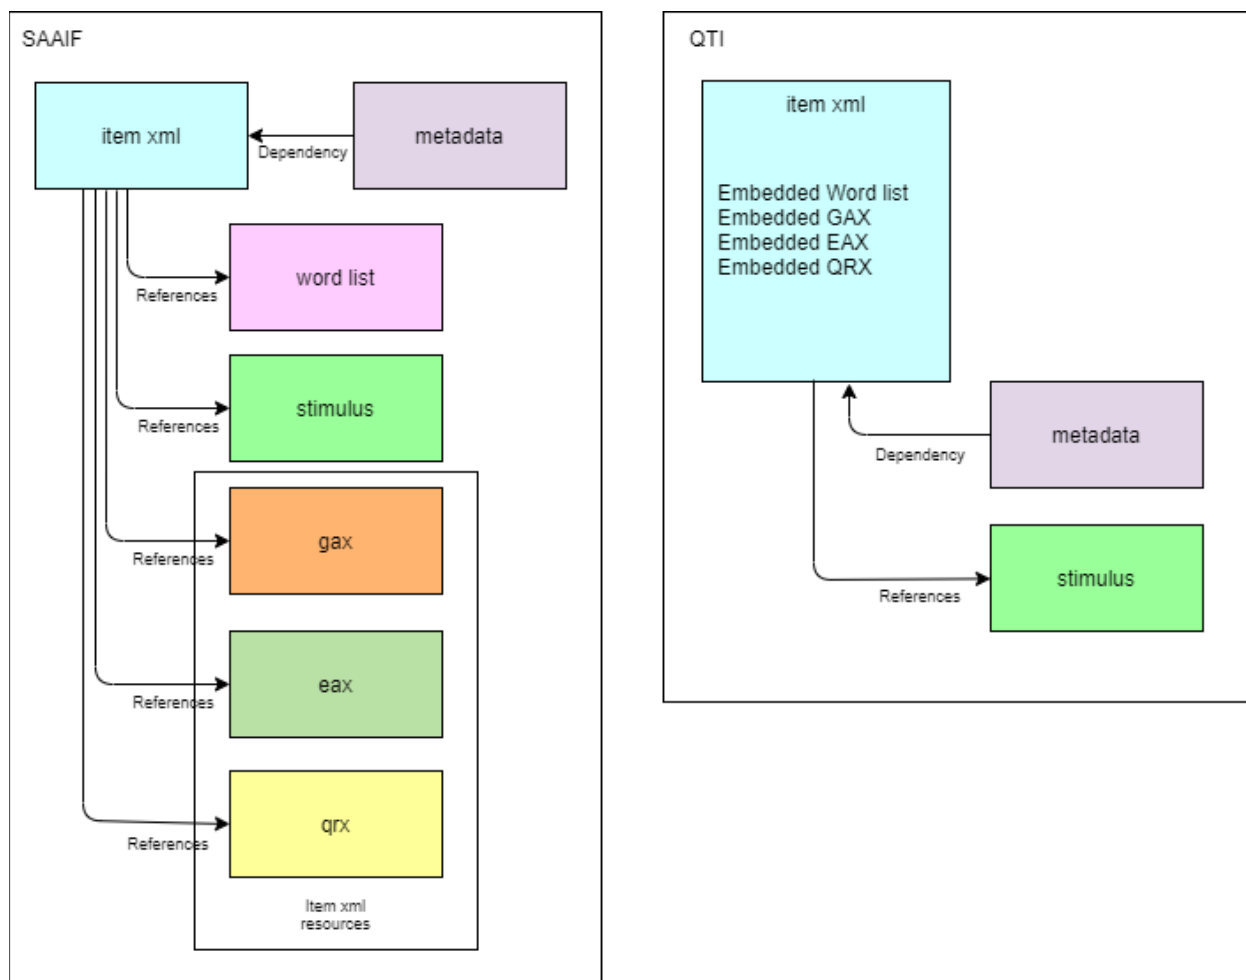 SAAIF
item xml
metadata
Dependency
word list
References
stimulus
References
gax
References
eax
References
qrx
References
Item xml
resources
QTI
item xml
Embedded Word list
Embedded GAX
Embedded EAX
Embedded QRX
metadata
Dependency
stimulus
References